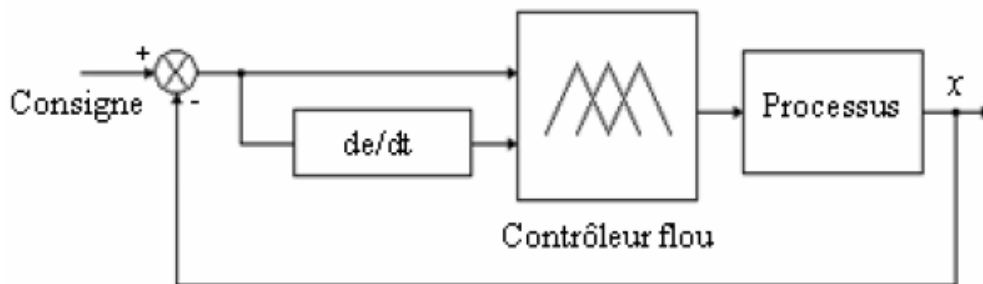 +
Consigne
-
de/dt
Contrôleur flou
Processus
x